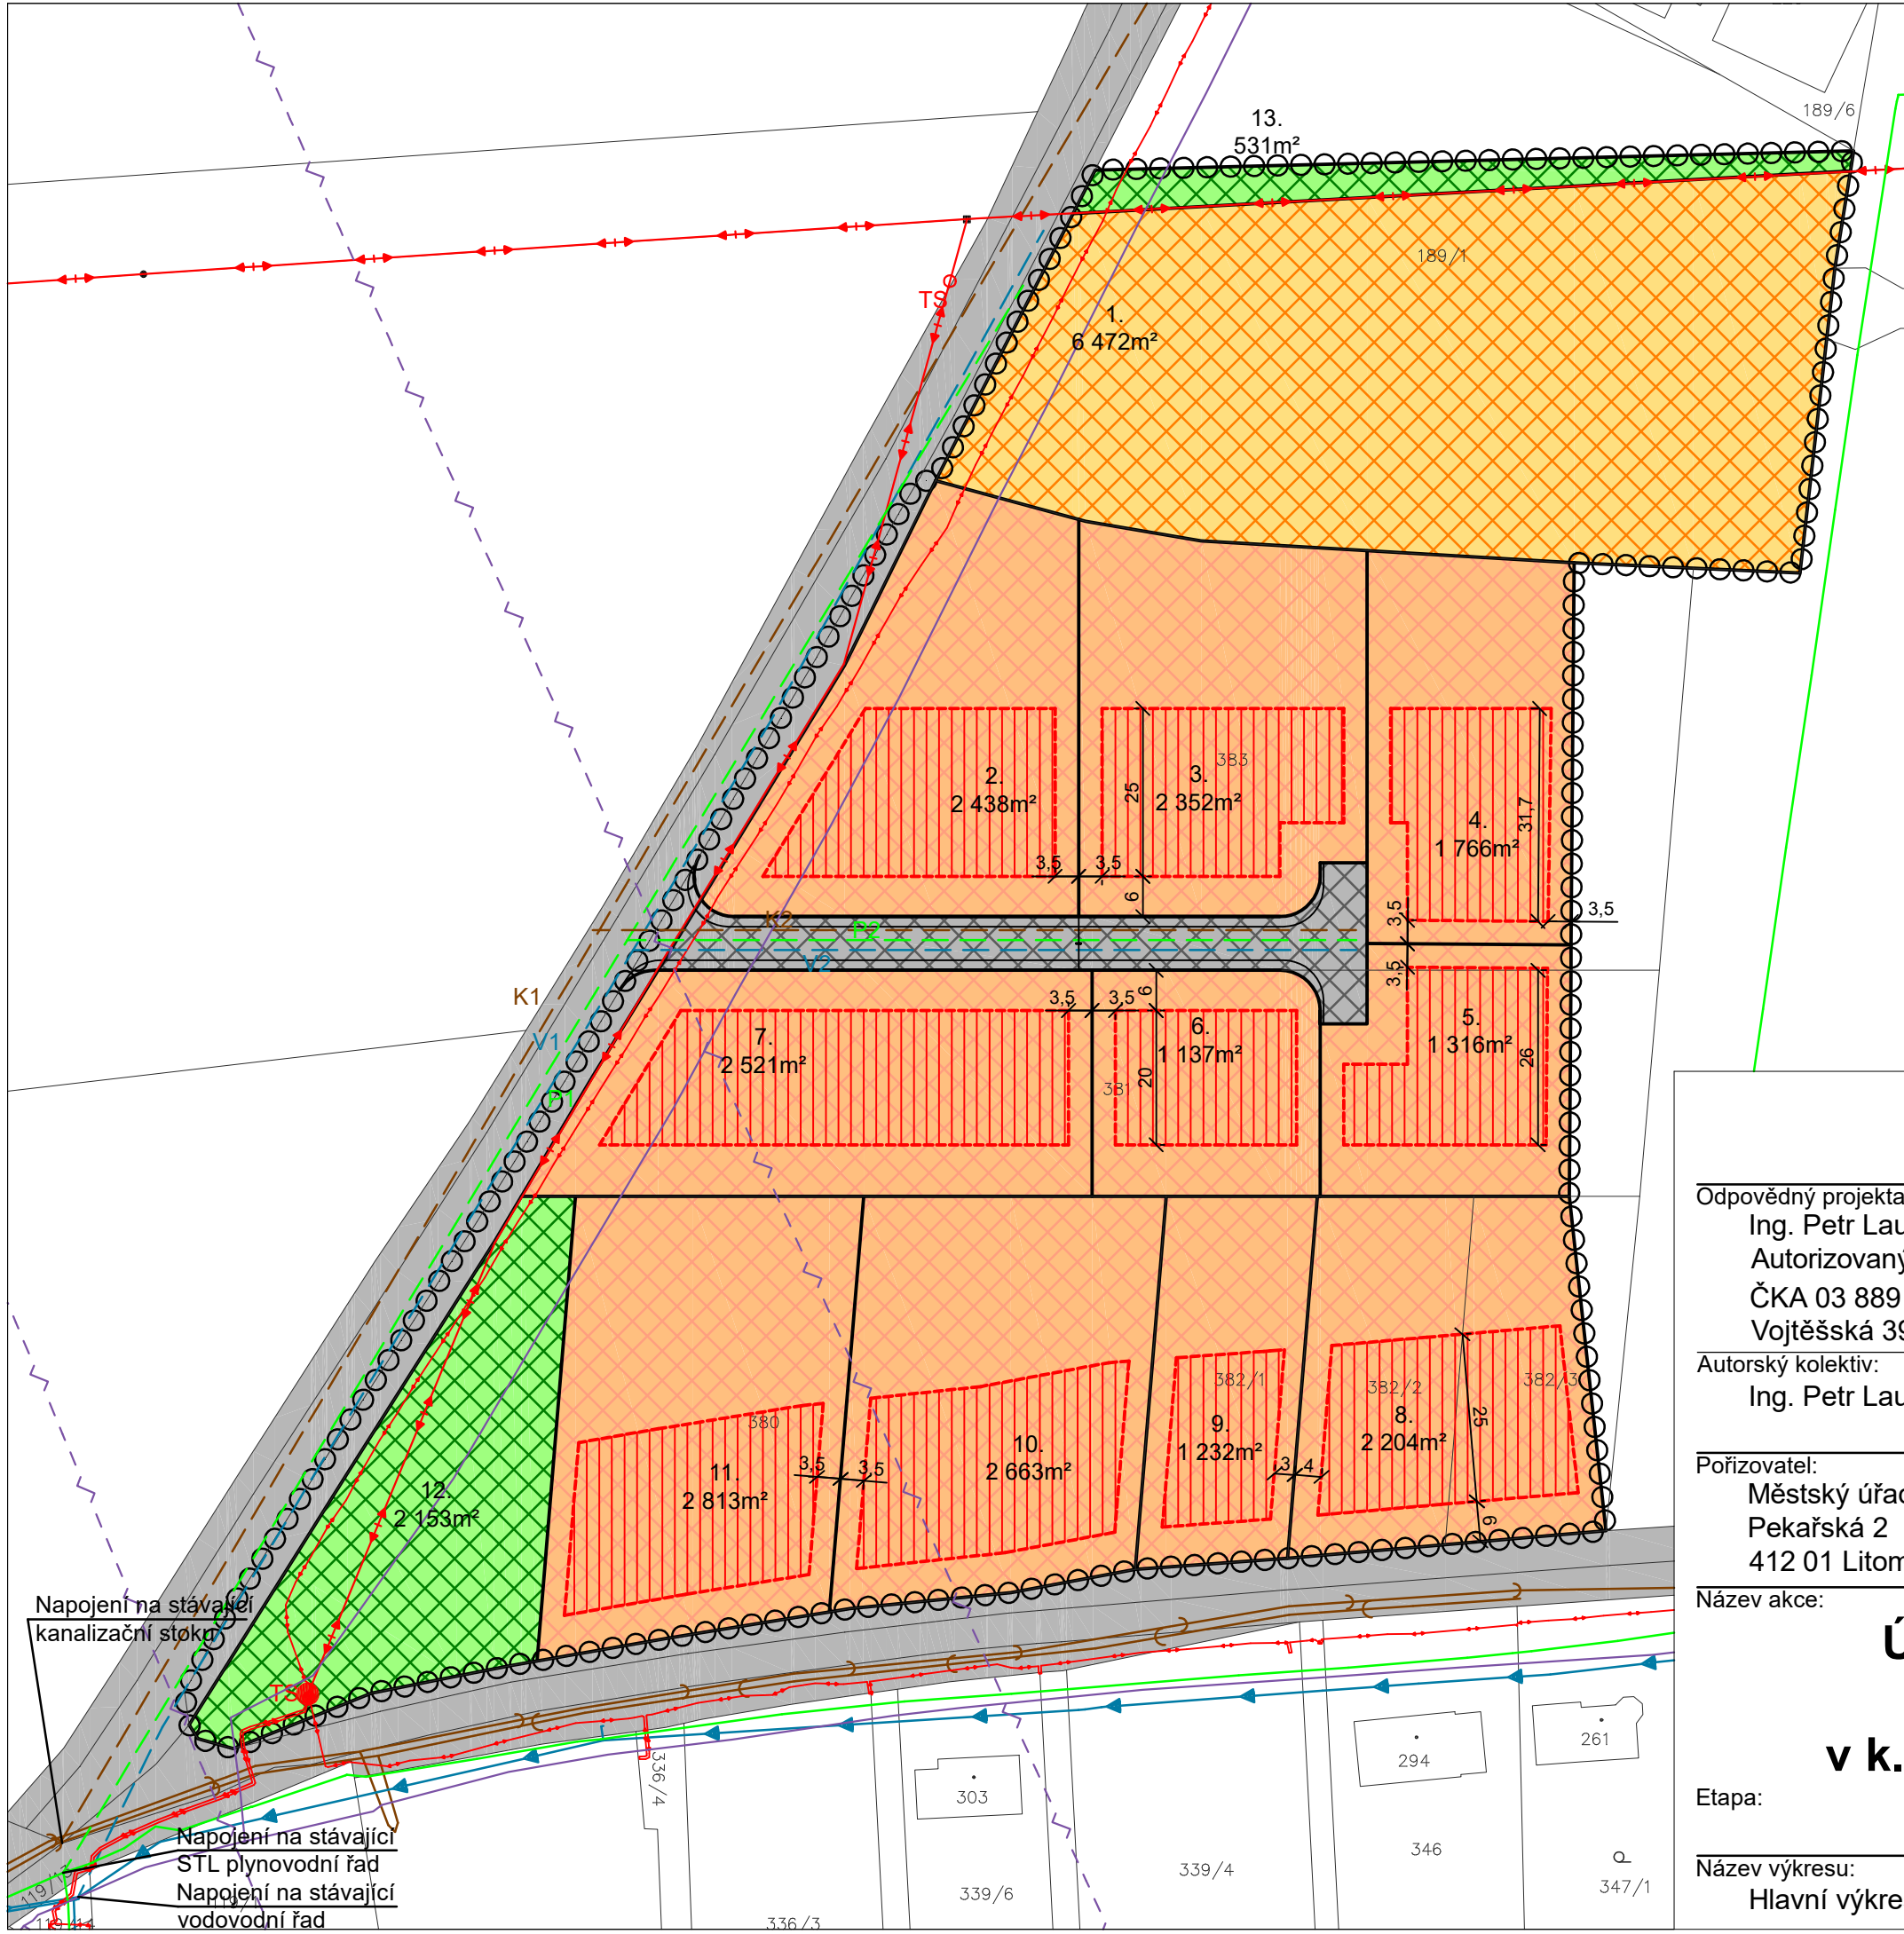 13.
531m²
189/6
189/1
TS
1.
6 472m²
383
2.
2 438m²
3.
2 352m²
25
4.
1 766m²
31,7
3,5
3,5
6
3,5
3,5
K2
P2
V2
3,5
K1
V1
P1
3,5
3,5
6
7.
2 521m²
6.
1 137m²
381
20
5.
1 316m²
26
380
382/1
382/2
382/3
12.
2 153m²
11.
2 813m²
3,5
3,5
10.
2 663m²
9.
1 232m²
3
4
8.
2 204m²
25
6
Napojení na stávající
kanalizační stoku
TS
Napojení na stávající
STL plynovodní řad
Napojení na stávající
vodovodní řad
336/4
303
294
261
346
339/4
339/6
336/3
347/1
Odpovědný projekta
Ing. Petr Lau
Autorizovaný
ČKA 03 889
Vojtěšská 39
Autorský kolektiv:
Ing. Petr Lau
Pořizovatel:
Městský úřad
Pekařská 2
412 01 Litom
Název akce:
Ú
v k.
Etapa:
Název výkresu:
Hlavní výkre